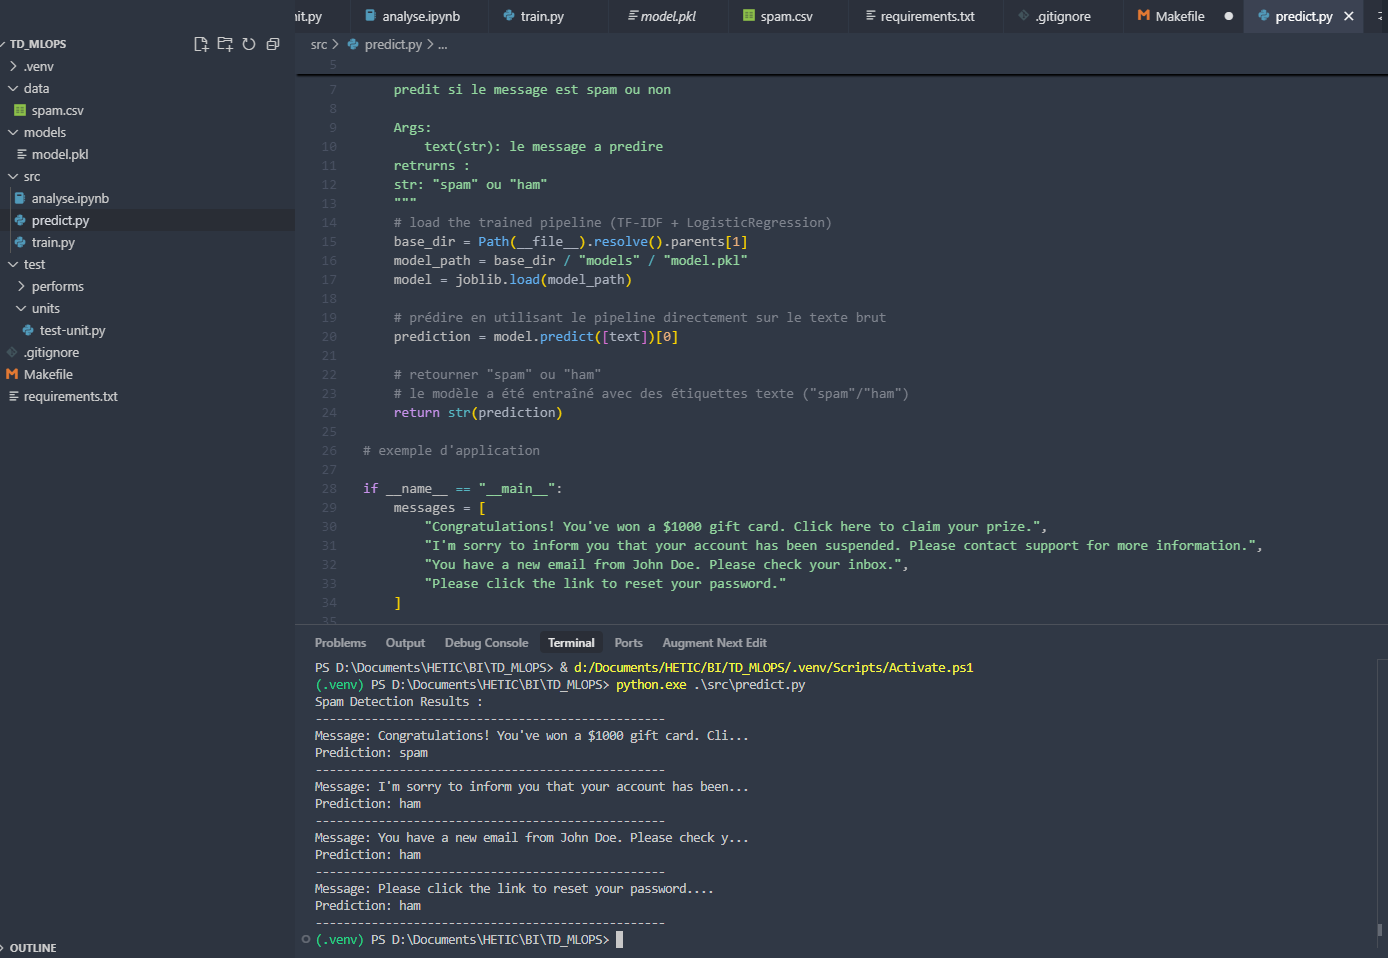 nit.py analyse.ipynb train.py model.pkl spam.csv requirements.txt .gitignore Makefile predict.py
TD_MLOPS
.venv
data
spam.csv
models
model.pkl
src
analyse.ipynb
predict.py
train.py
test
performs
units
test-unit.py
.gitignore
Makefile
requirements.txt
OUTLINE
src > predict.py > ...
5
7 predit si le message est spam ou non
8
9 Args:
10 text(str): le message a predire
11 retrurns :
12 str: "spam" ou "ham"
13 """
14 # load the trained pipeline (TF-IDF + LogisticRegression)
15 base_dir = Path(__file__).resolve().parents[1]
16 model_path = base_dir / "models" / "model.pkl"
17 model = joblib.load(model_path)
18
19 # prédire en utilisant le pipeline directement sur le texte brut
20 prediction = model.predict([text])[0]
21
22 # retourner "spam" ou "ham"
23 # le modèle a été entraîné avec des étiquettes texte ("spam"/"ham")
24 return str(prediction)
25
26 # exemple d'application
27
28 if __name__ == "__main__":
29 messages = [
30 "Congratulations! You've won a $1000 gift card. Click here to claim your prize.",
31 "I'm sorry to inform you that your account has been suspended. Please contact support for more information.",
32 "You have a new email from John Doe. Please check your inbox.",
33 "Please click the link to reset your password."
34 ]
35
Problems Output Debug Console Terminal Ports Augment Next Edit
PS D:\Documents\HETIC\BI\TD_MLOPS> & d:/Documents/HETIC/BI/TD_MLOPS/.venv/Scripts/Activate.ps1
(.venv) PS D:\Documents\HETIC\BI\TD_MLOPS> python.exe .\src\predict.py
Spam Detection Results :
--------------------------------------------------
Message: Congratulations! You've won a $1000 gift card. Cli...
Prediction: spam
--------------------------------------------------
Message: I'm sorry to inform you that your account has been...
Prediction: ham
--------------------------------------------------
Message: You have a new email from John Doe. Please check y...
Prediction: ham
--------------------------------------------------
Message: Please click the link to reset your password....
Prediction: ham
--------------------------------------------------
(.venv) PS D:\Documents\HETIC\BI\TD_MLOPS>